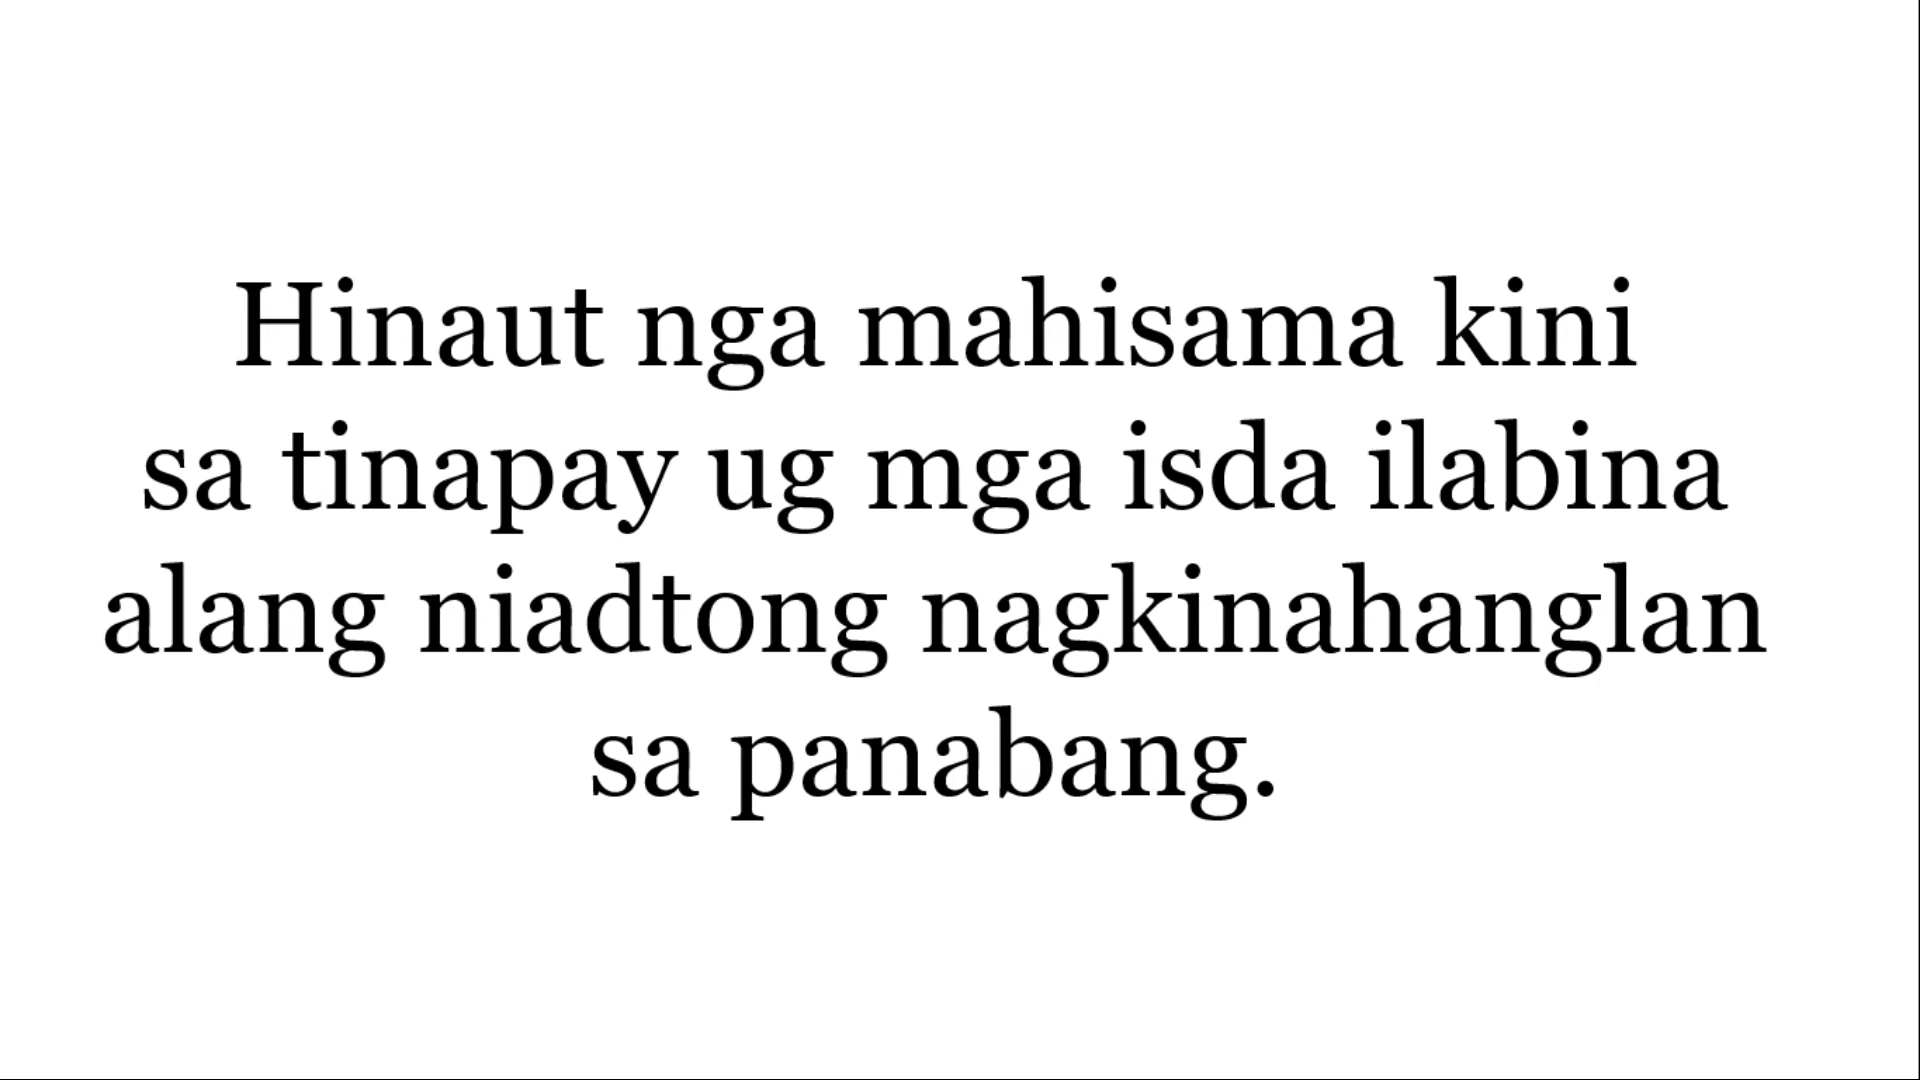 Hinaut nga mahisama kini
sa tinapay ug mga isda ilabina
alang niadtong nagkinahanglan
sa panabang.